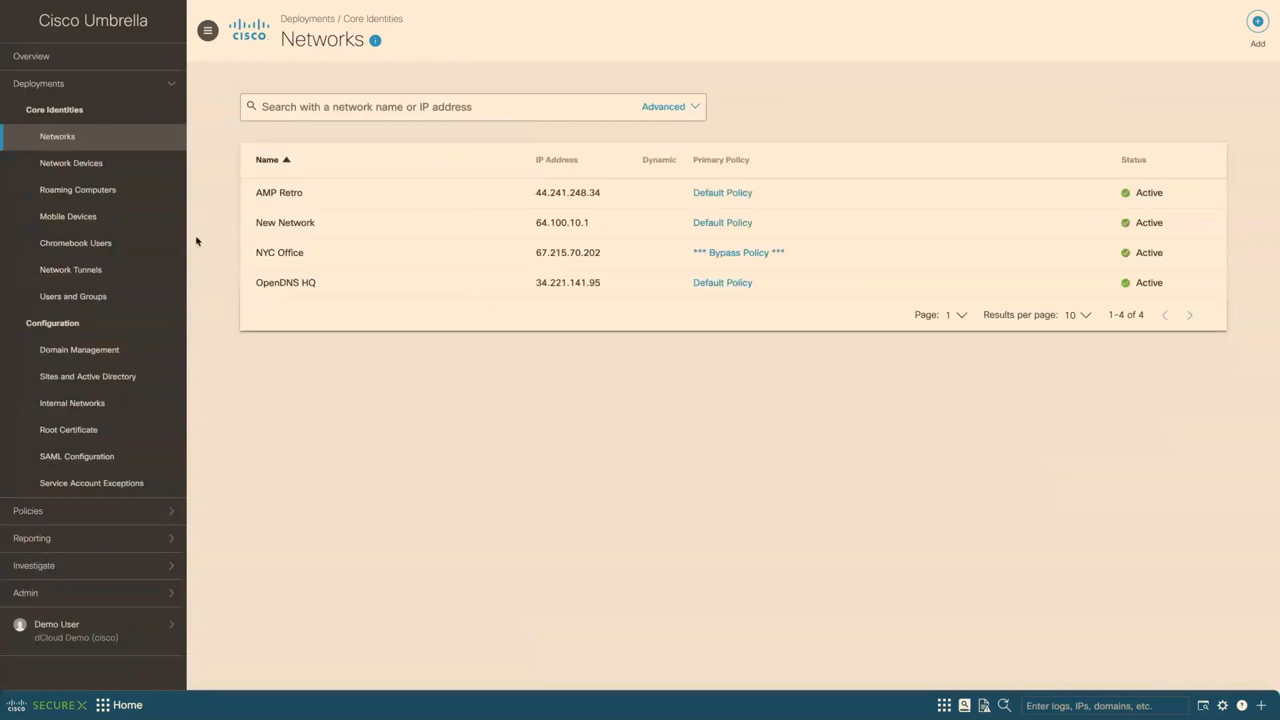 Cisco Umbrella
Overview
Deployments
Core Identities
Networks
Network Devices
Roaming Computers
Mobile Devices
Chromebook Users
Network Tunnels
Users and Groups
Configuration
Domain Management
Sites and Active Directory
Internal Networks
Root Certificate
SAML Configuration
Service Account Exceptions
Policies
Reporting
Investigate
Admin
Demo User
dCloud Demo (cisco)
CISCO
Deployments / Core Identities
Networks
Add
Search with a network name or IP address Advanced
Name IP Address Dynamic Primary Policy Status
AMP Retro 44.241.248.34 Default Policy Active
New Network 64.100.10.1 Default Policy Active
NYC Office 67.215.70.202 *** Bypass Policy *** Active
OpenDNS HQ 34.221.141.95 Default Policy Active
Page: 1 Results per page: 10 1-4 of 4
CISCO SECUREX Home Enter logs, IPs, domains, etc.